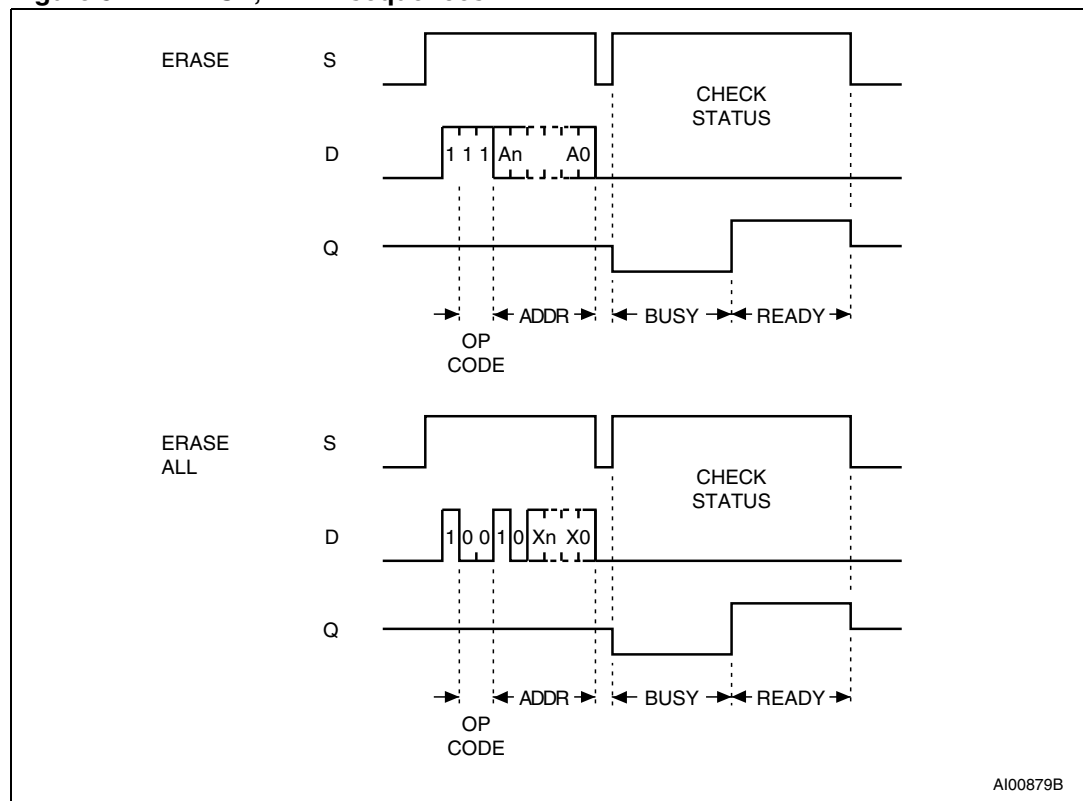 ERASE S
CHECK
STATUS
D 1 1 1 An A0
Q
ADDR BUSY READY
OP
CODE
ERASE S
ALL
CHECK
STATUS
D 1 0 0 1 0 Xn X0
Q
ADDR BUSY READY
OP
CODE
AI00879B